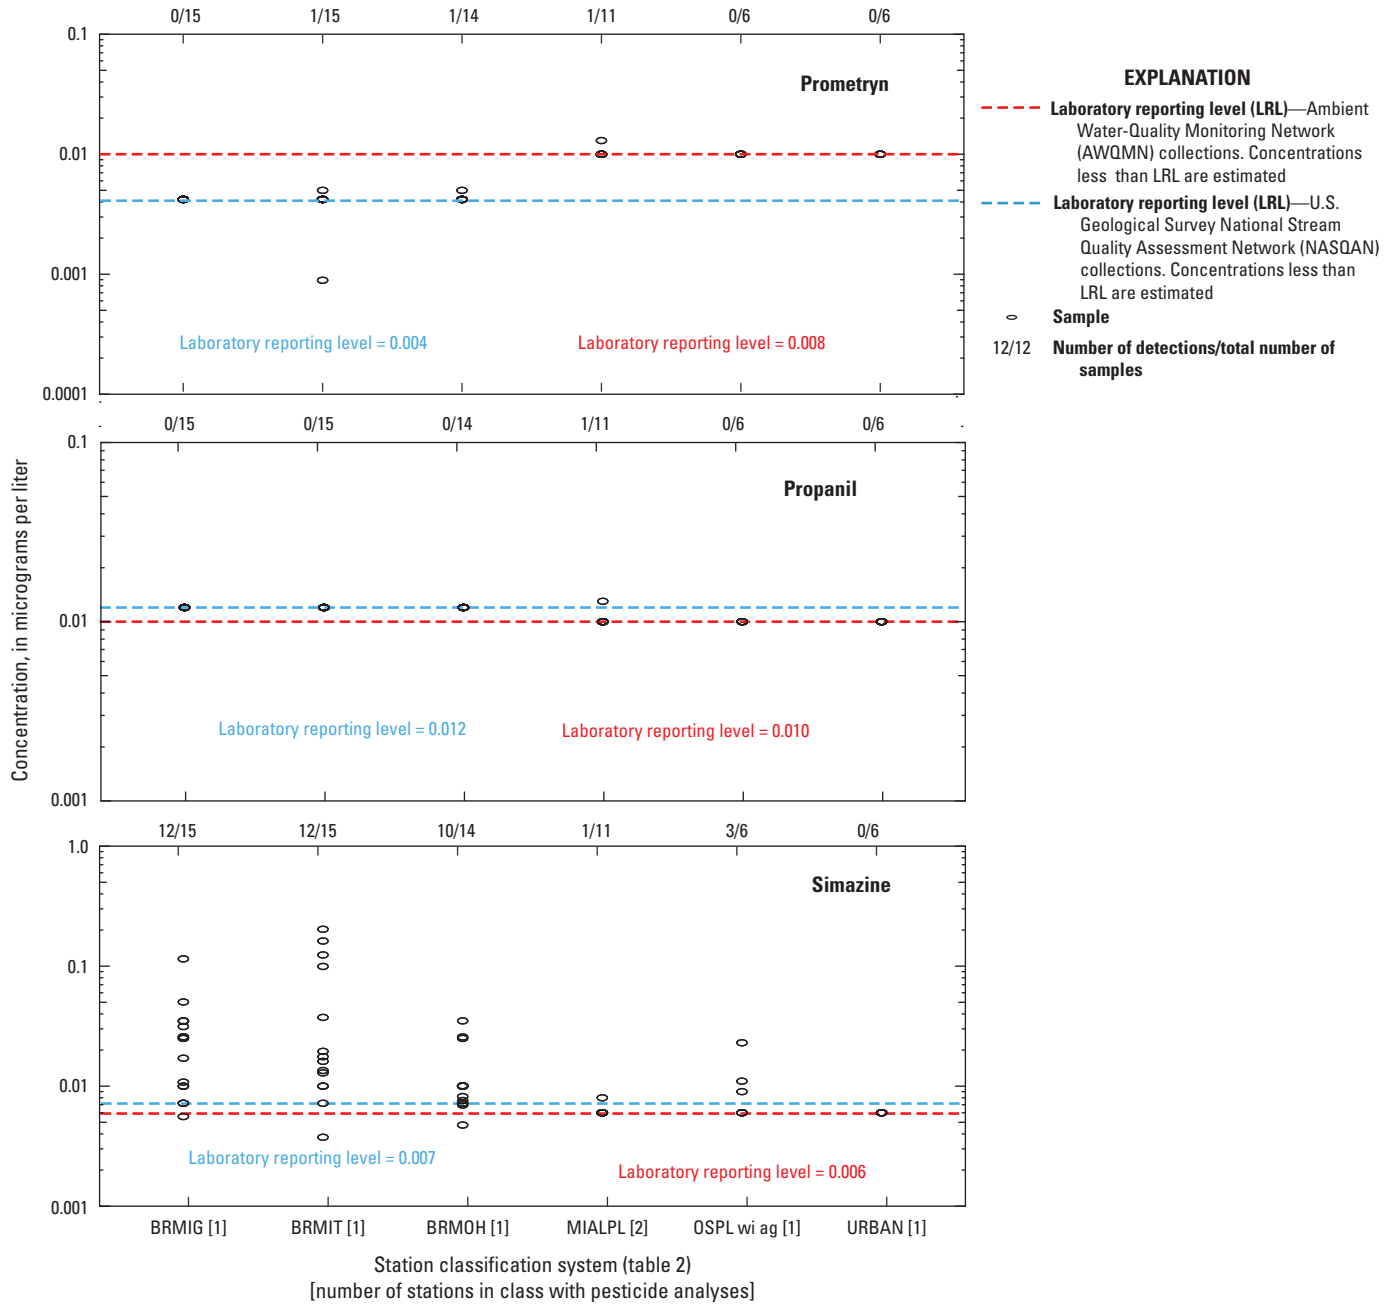 0/15 1/15 1/14 1/11 0/6 0/6
0.1
Prometryn
0.01
0.001
Laboratory reporting level = 0.004
Laboratory reporting level = 0.008
0.0001
EXPLANATION
Laboratory reporting level (LRL)—Ambient
Water-Quality Monitoring Network
(AWQMN) collections. Concentrations
less than LRL are estimated
Laboratory reporting level (LRL)—U.S.
Geological Survey National Stream
Quality Assessment Network (NASQAN)
collections. Concentrations less than
LRL are estimated
Sample
12/12 Number of detections/total number of
samples
Concentration, in micrograms per liter
0/15 0/15 0/14 1/11 0/6 0/6
0.1
Propanil
0.01
Laboratory reporting level = 0.012
Laboratory reporting level = 0.010
0.001
12/15 12/15 10/14 1/11 3/6 0/6
1.0
Simazine
0.1
0.01
Laboratory reporting level = 0.007
Laboratory reporting level = 0.006
0.001
BRMIG [1] BRMIT [1] BRMOH [1] MIALPL [2] OSPL wi ag [1] URBAN [1]
Station classification system (table 2)
[number of stations in class with pesticide analyses]